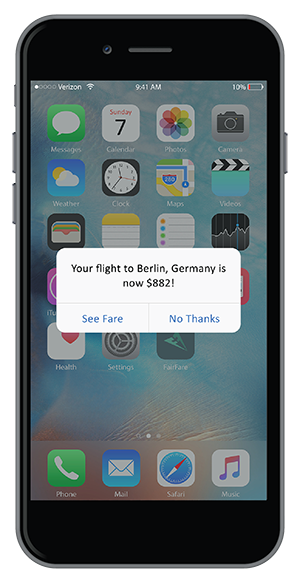 Verizon 9:41 AM 10%
Sunday
7
Messages Calendar Photos Camera
280
Weather Clock Maps Videos
Your flight to Berlin, Germany is
now $882!
See Fare No Thanks
Health Settings FairFare
Phone Mail Safari Music